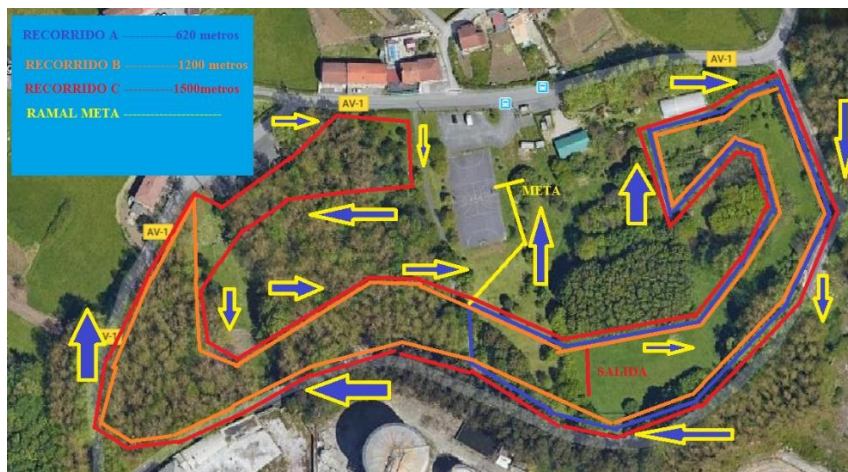 RECORRIDO A ---------------620 metros
RECORRIDO B ----------------1200 metros
RECORRIDO C ---------------1500metros
RAMAL META -----------------------
AV-1
AV-1
META
AV-1
V-1
SALIDA